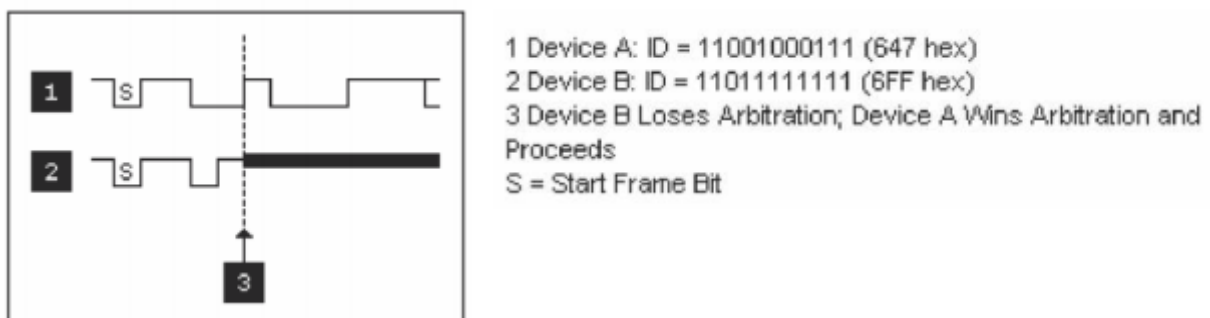 1
S
2
S
3
1 Device A: ID = 11001000111 (647 hex)
2 Device B: ID = 11011111111 (6FF hex)
3 Device B Loses Arbitration; Device A Wins Arbitration and
Proceeds
S = Start Frame Bit